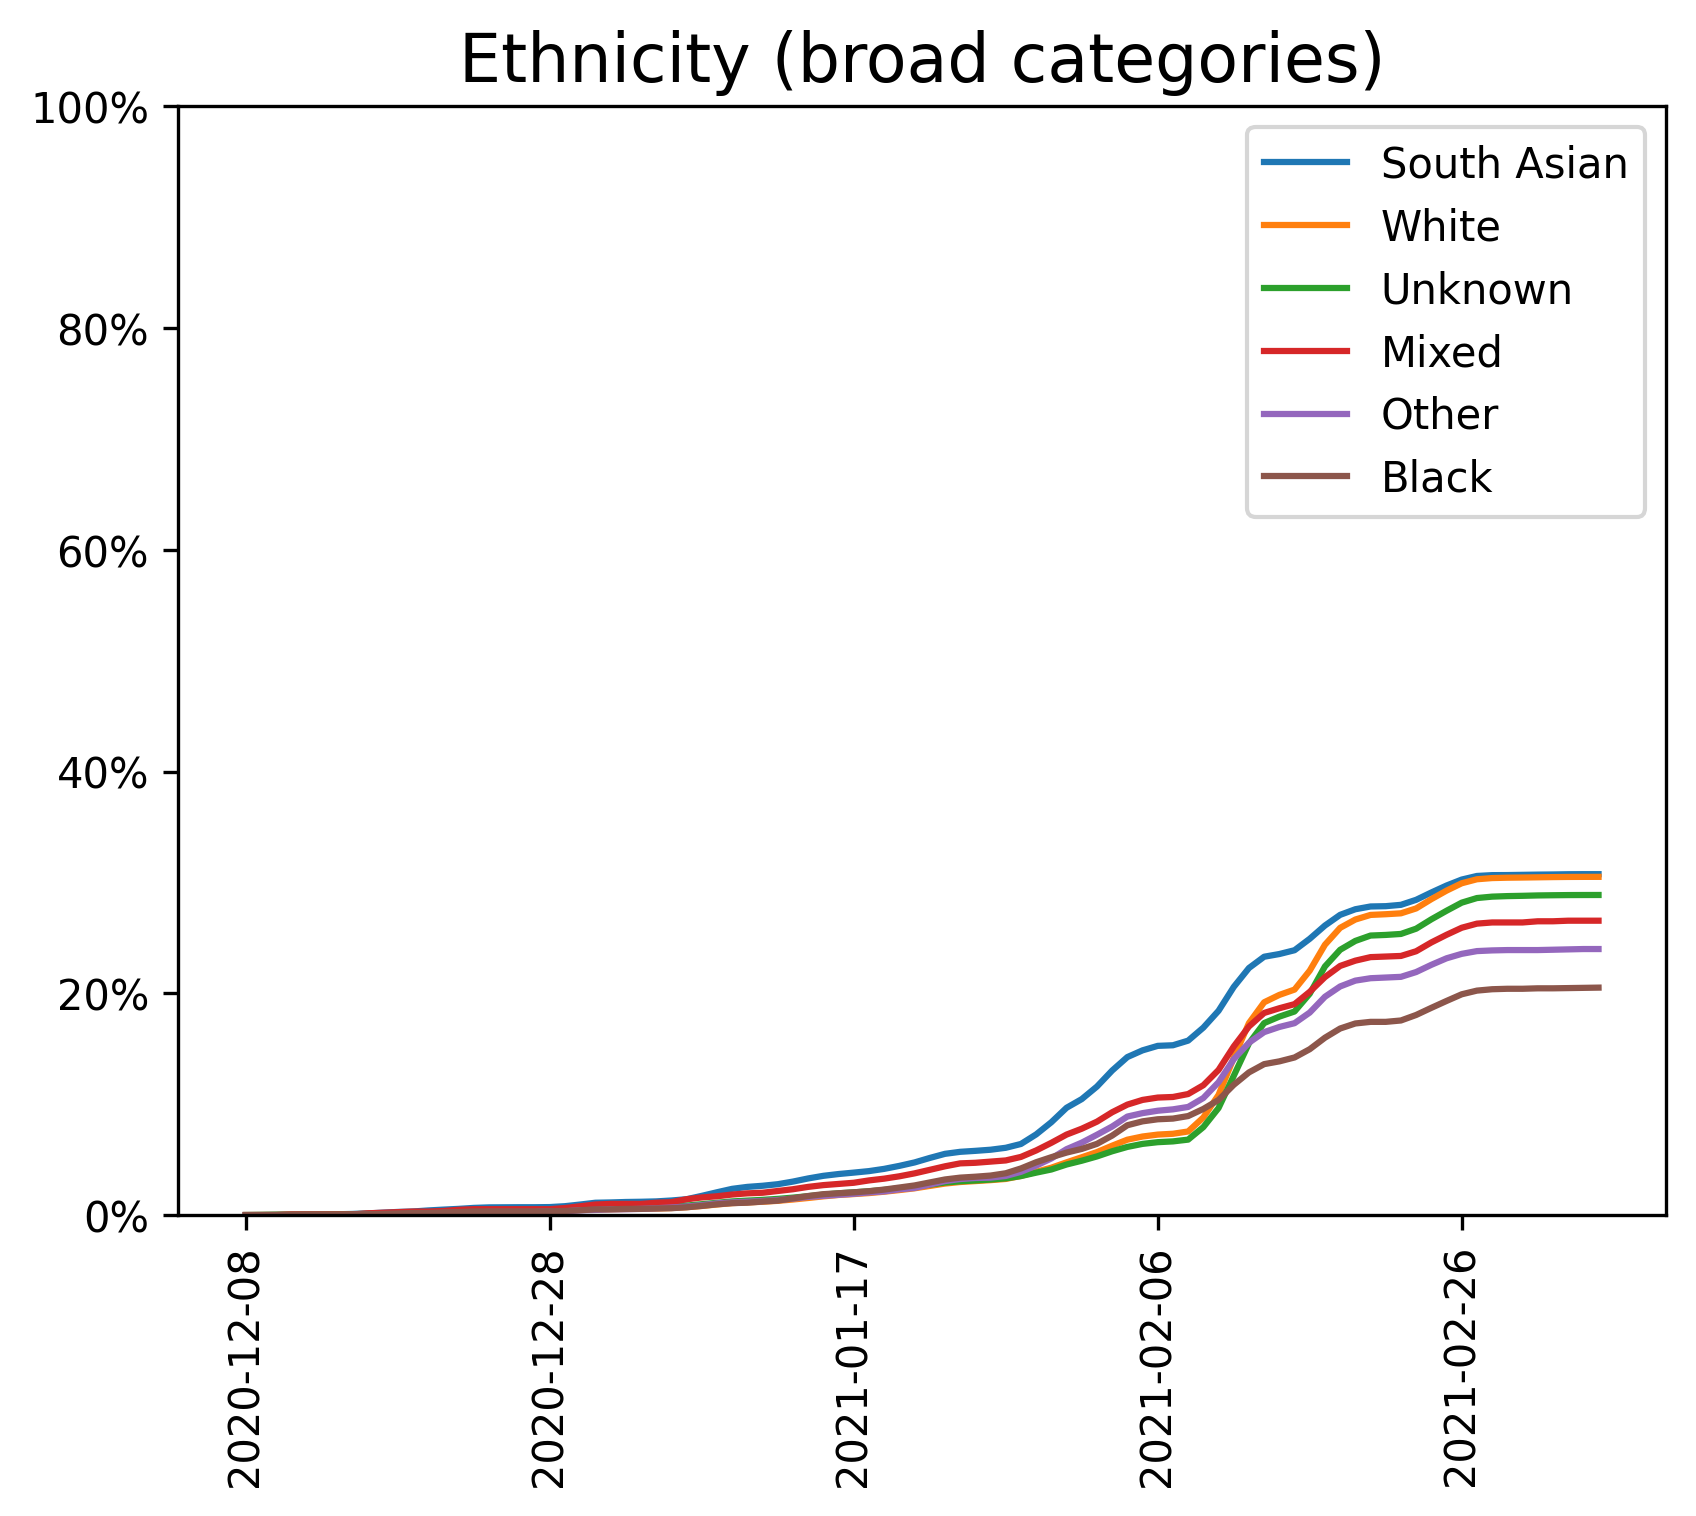 Ethnicity (broad categories)
100%
80%
60%
40%
20%
0%
South Asian
White
Unknown
Mixed
Other
Black
2020-12-08
2020-12-28
2021-01-17
2021-02-06
2021-02-26